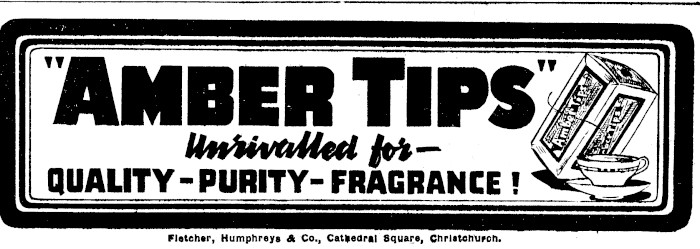 "AMBER TIPS"
Unrivalled for—
QUALITY-PURITY-FRAGRANCE!
Fletcher, Humphreys & Co., Cathedral Square, Christchurch.